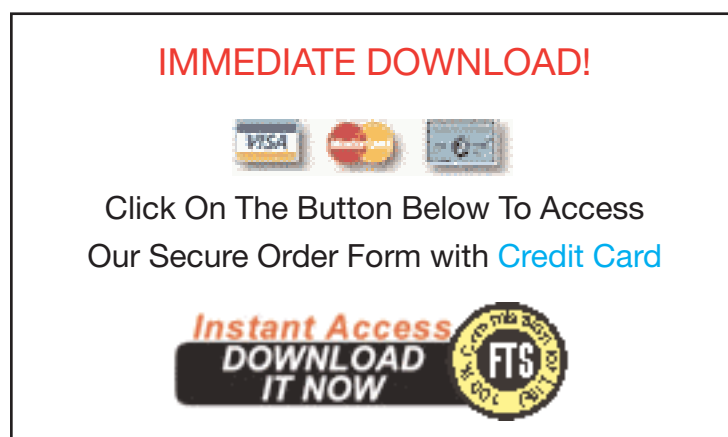 IMMEDIATE DOWNLOAD!
VISA
MasterCard
Click On The Button Below To Access
Our Secure Order Form with Credit Card
Instant Access
DOWNLOAD
IT NOW
FTS